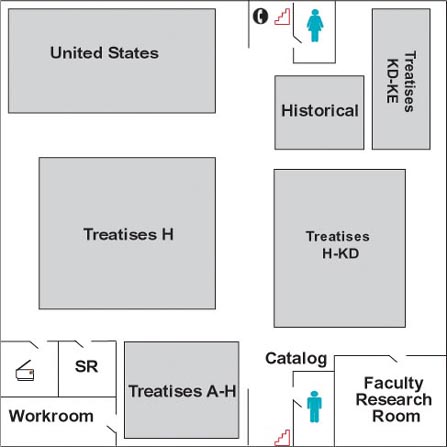 United States
Treatises
KD-KE
Historical
Treatises H
Treatises
H-KD
Catalog
SR
Treatises A-H
Workroom
Faculty
Research
Room